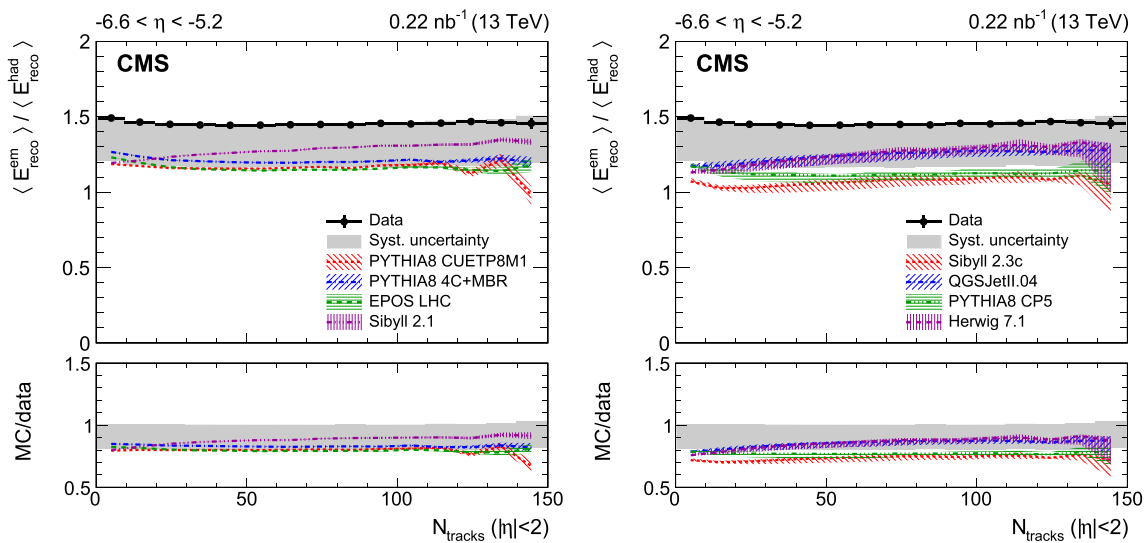 -6.6 < η < -5.2 0.22 nb⁻¹ (13 TeV)
CMS
⟨ E^em_reco ⟩ / ⟨ E^had_reco ⟩
2
1.5
1
0.5
0
Data
Syst. uncertainty
PYTHIA8 CUETP8M1
PYTHIA8 4C+MBR
EPOS LHC
Sibyll 2.1
MC/data
1.5
1
0.5
0 50 100 150
N_tracks (|η|<2)
-6.6 < η < -5.2 0.22 nb⁻¹ (13 TeV)
CMS
⟨ E^em_reco ⟩ / ⟨ E^had_reco ⟩
2
1.5
1
0.5
0
Data
Syst. uncertainty
Sibyll 2.3c
QGSJetII.04
PYTHIA8 CP5
Herwig 7.1
MC/data
1.5
1
0.5
0 50 100 150
N_tracks (|η|<2)